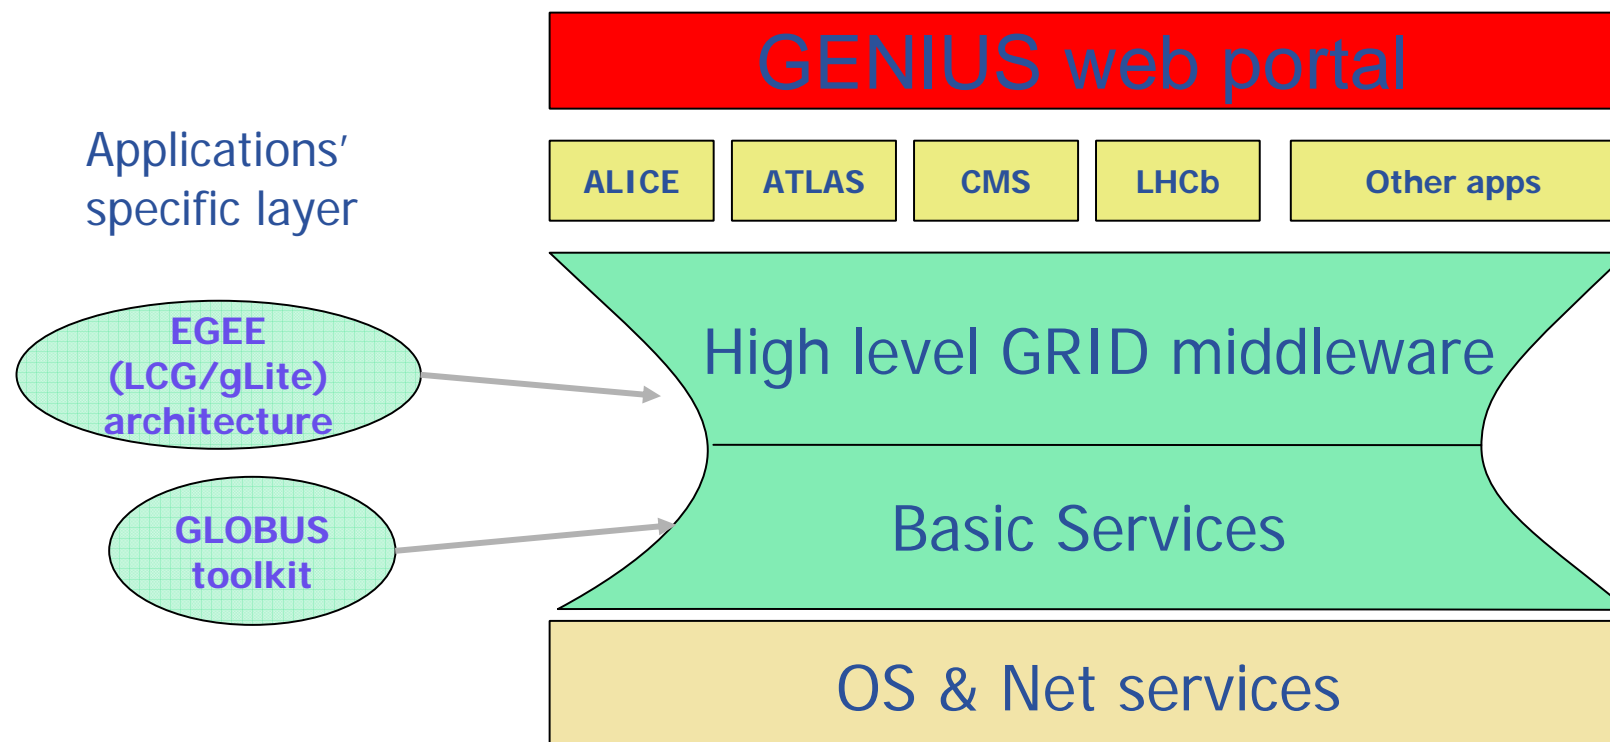 GENIUS web portal
Applications'
specific layer
ALICE
ATLAS
CMS
LHCb
Other apps
EGEE
(LCG/gLite)
architecture
High level GRID middleware
GLOBUS
toolkit
Basic Services
OS & Net services